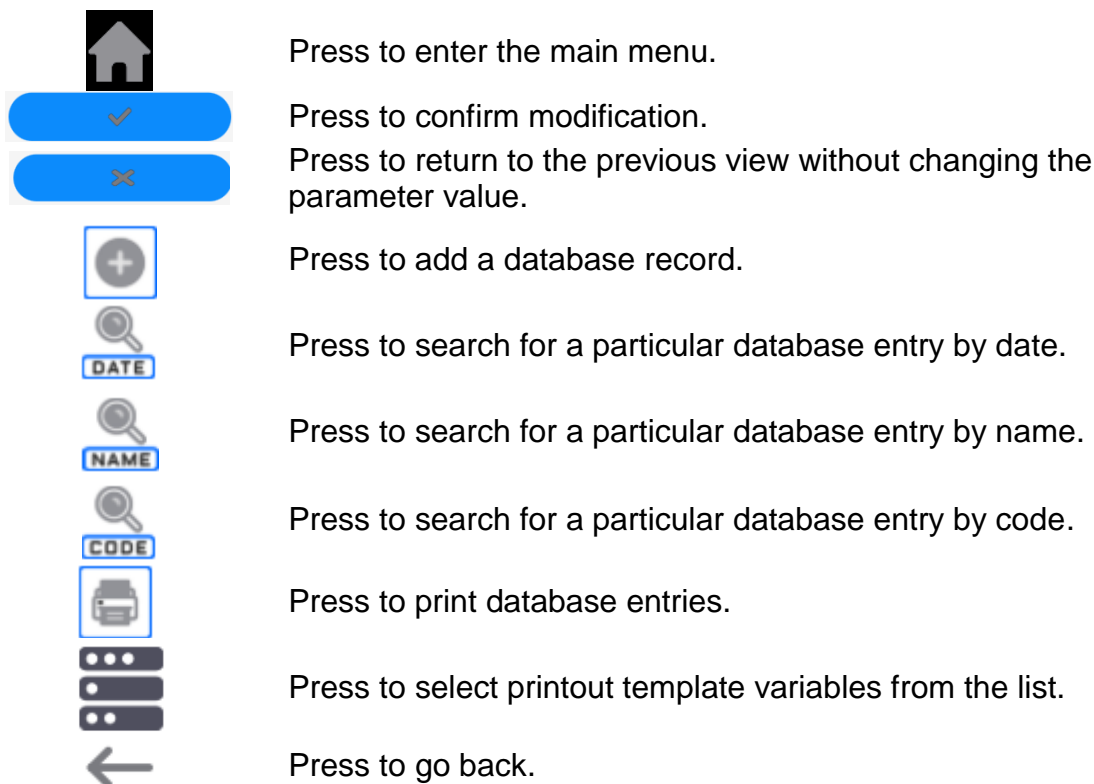 Press to enter the main menu.
Press to confirm modification.
Press to return to the previous view without changing the
parameter value.
Press to add a database record.
DATE
Press to search for a particular database entry by date.
NAME
Press to search for a particular database entry by name.
CODE
Press to search for a particular database entry by code.
Press to print database entries.
Press to select printout template variables from the list.
Press to go back.